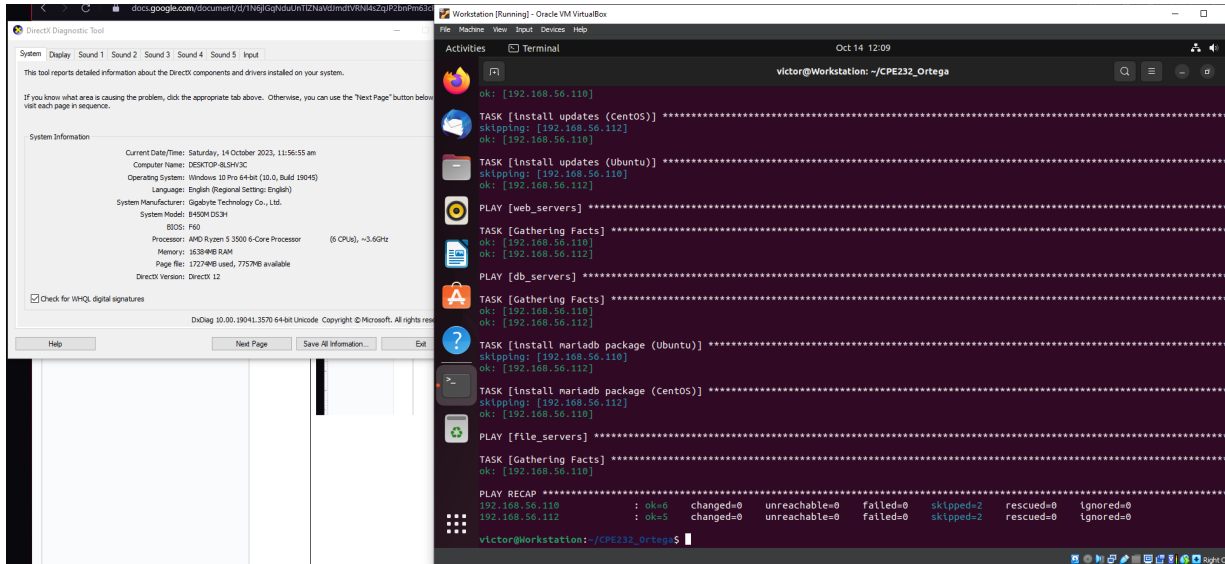 docs.google.com/document/d/1N6jlGqNduUnTlZNaVdJmdtVRNl4sZqJP2bnPm63cl
DirectX Diagnostic Tool
System Display Sound 1 Sound 2 Sound 3 Sound 4 Sound 5 Input
This tool reports detailed information about the DirectX components and drivers installed on your system.
If you know what area is causing the problem, click the appropriate tab above. Otherwise, you can use the "Next Page" button below
visit each page in sequence.
System Information
Current Date/Time: Saturday, 14 October 2023, 11:56:55 am
Computer Name: DESKTOP-8LSHV3C
Operating System: Windows 10 Pro 64-bit (10.0, Build 19045)
Language: English (Regional Setting: English)
System Manufacturer: Gigabyte Technology Co., Ltd.
System Model: B450M DS3H
BIOS: F60
Processor: AMD Ryzen 5 3500 6-Core Processor (6 CPUs), ~3.6GHz
Memory: 16384MB RAM
Page file: 17274MB used, 7757MB available
DirectX Version: DirectX 12
Check for WHQL digital signatures
DxDiag 10.00.19041.3570 64-bit Unicode Copyright © Microsoft. All rights rese
Help Next Page Save All Information... Exit
Workstation [Running] - Oracle VM VirtualBox
File Machine View Input Devices Help
Activities Terminal Oct 14 12:09
victor@Workstation: ~/CPE232_Ortega
ok: [192.168.56.110]
TASK [install updates (CentOS)] **************************************************
skipping: [192.168.56.112]
ok: [192.168.56.110]
TASK [install updates (Ubuntu)] **************************************************
skipping: [192.168.56.110]
ok: [192.168.56.112]
PLAY [web_servers] **************************************************
TASK [Gathering Facts] **************************************************
ok: [192.168.56.110]
ok: [192.168.56.112]
PLAY [db_servers] **************************************************
TASK [Gathering Facts] **************************************************
ok: [192.168.56.110]
ok: [192.168.56.112]
TASK [install mariadb package (Ubuntu)] **************************************************
skipping: [192.168.56.110]
ok: [192.168.56.112]
TASK [install mariadb package (CentOS)] **************************************************
skipping: [192.168.56.112]
ok: [192.168.56.110]
PLAY [file_servers] **************************************************
TASK [Gathering Facts] **************************************************
ok: [192.168.56.110]
PLAY RECAP **************************************************
192.168.56.110 : ok=6 changed=0 unreachable=0 failed=0 skipped=2 rescued=0 ignored=0
192.168.56.112 : ok=5 changed=0 unreachable=0 failed=0 skipped=2 rescued=0 ignored=0
victor@Workstation:~/CPE232_Ortega$
Right C